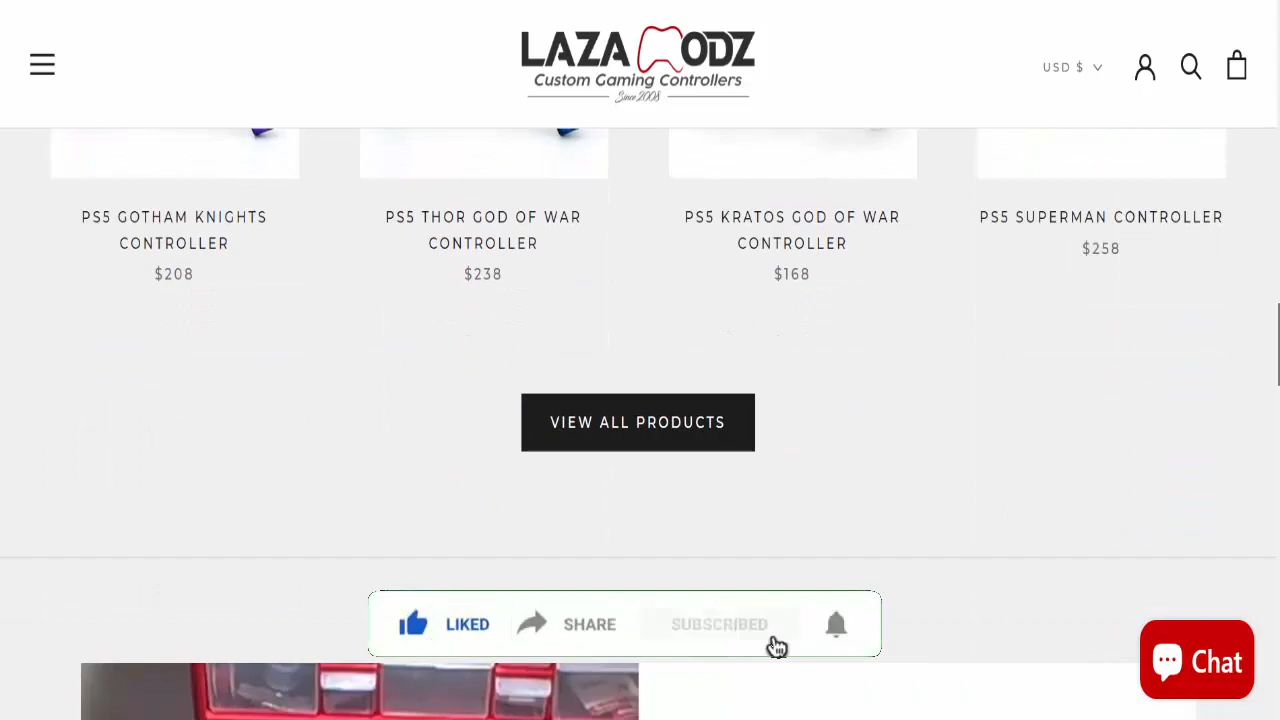 LAZA MODZ
Custom Gaming Controllers
Since 2008
USD $
PS5 GOTHAM KNIGHTS
CONTROLLER
$208
PS5 THOR GOD OF WAR
CONTROLLER
$238
PS5 KRATOS GOD OF WAR
CONTROLLER
$168
PS5 SUPERMAN CONTROLLER
$258
VIEW ALL PRODUCTS
LIKED SHARE SUBSCRIBED
Chat